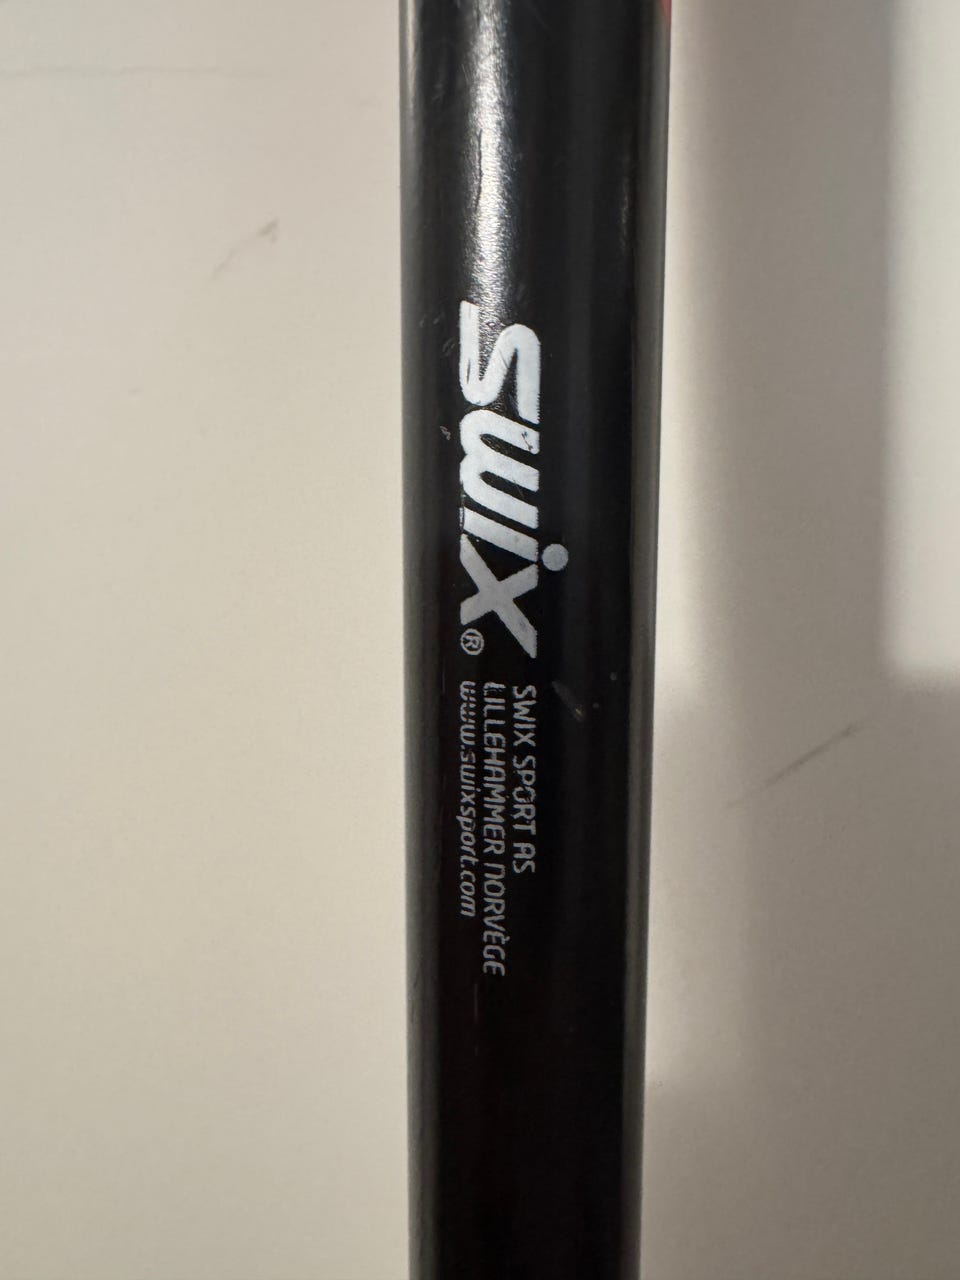 swix®
SWIX SPORT AS
LILLEHAMMER NORVÈGE
www.swixsport.com